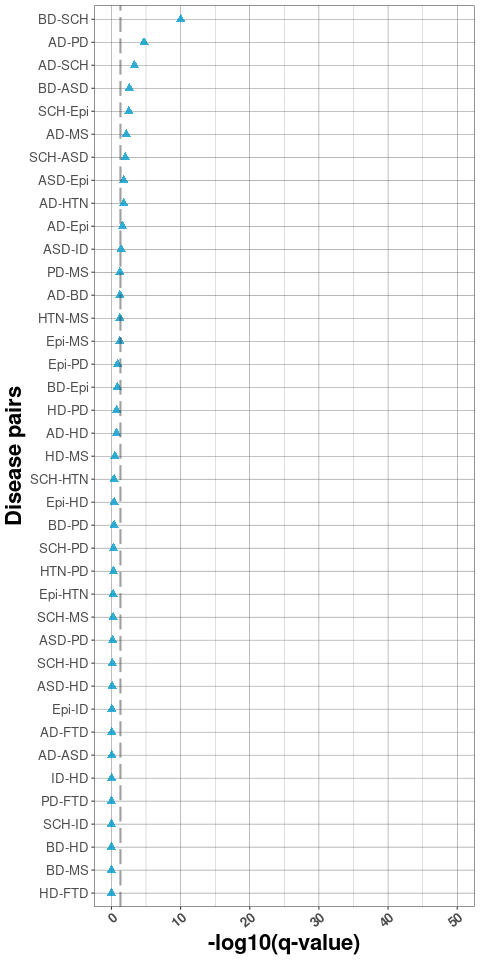 BD-SCH
AD-PD
AD-SCH
BD-ASD
SCH-Epi
AD-MS
SCH-ASD
ASD-Epi
AD-HTN
AD-Epi
ASD-ID
PD-MS
AD-BD
HTN-MS
Epi-MS
Epi-PD
BD-Epi
HD-PD
AD-HD
HD-MS
SCH-HTN
Epi-HD
BD-PD
SCH-PD
HTN-PD
Epi-HTN
SCH-MS
ASD-PD
SCH-HD
ASD-HD
Epi-ID
AD-FTD
AD-ASD
ID-HD
PD-FTD
SCH-ID
BD-HD
BD-MS
HD-FTD
Disease pairs
0 10 20 30 40 50
-log10(q-value)